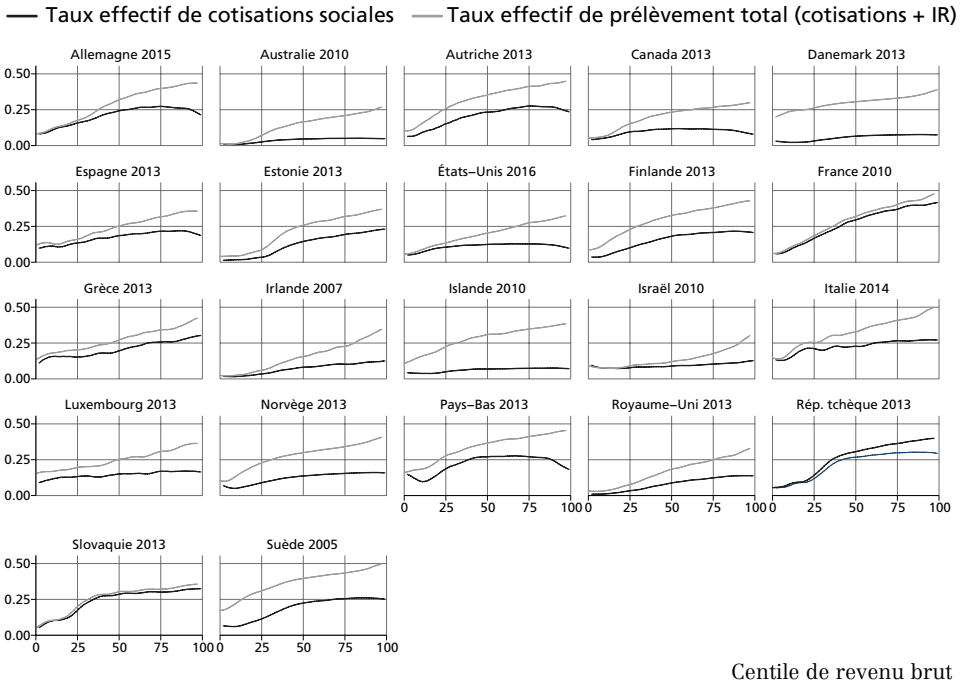 Taux effectif de cotisations sociales Taux effectif de prélèvement total (cotisations + IR)
Allemagne 2015 Australie 2010 Autriche 2013 Canada 2013 Danemark 2013
0.50
0.25
0.00
Espagne 2013 Estonie 2013 États–Unis 2016 Finlande 2013 France 2010
0.50
0.25
0.00
Grèce 2013 Irlande 2007 Islande 2010 Israël 2010 Italie 2014
0.50
0.25
0.00
Luxembourg 2013 Norvège 2013 Pays–Bas 2013 Royaume–Uni 2013 Rép. tchèque 2013
0.50
0.25
0.00
0 25 50 75 100 0 25 50 75 100 0 25 50 75 100
Slovaquie 2013 Suède 2005
0.50
0.25
0.00
0 25 50 75 100 0 25 50 75 100
Centile de revenu brut